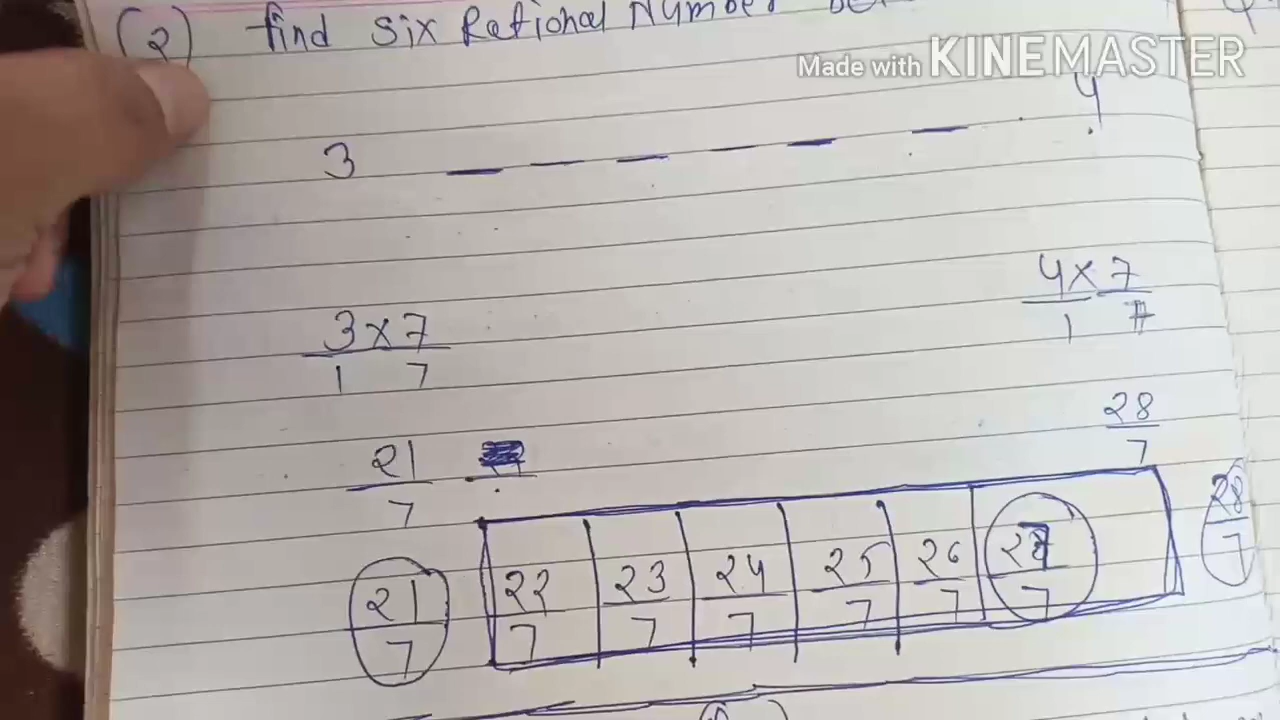 (2) find six Rational Number
Made with KINEMASTER
3 _ _ _ _ _ _ 4
3 × 7 4 × 7
1 7 1 7
21 28
7 7
21 22 23 24 25 26 27 28
7 7 7 7 7 7 7 7